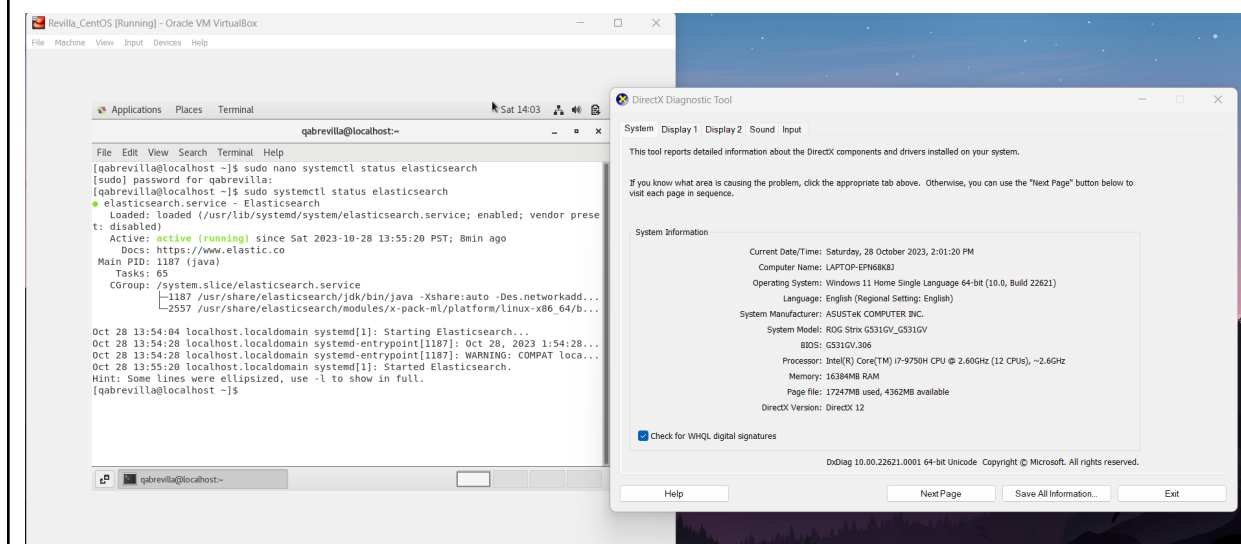 Revilla_CentOS [Running] - Oracle VM VirtualBox
File Machine View Input Devices Help
Applications Places Terminal Sat 14:03
qabrevilla@localhost:~
File Edit View Search Terminal Help
[qabrevilla@localhost ~]$ sudo nano systemctl status elasticsearch
[sudo] password for qabrevilla:
[qabrevilla@localhost ~]$ sudo systemctl status elasticsearch
● elasticsearch.service - Elasticsearch
Loaded: loaded (/usr/lib/systemd/system/elasticsearch.service; enabled; vendor prese
t: disabled)
Active: active (running) since Sat 2023-10-28 13:55:20 PST; 8min ago
Docs: https://www.elastic.co
Main PID: 1187 (java)
Tasks: 65
CGroup: /system.slice/elasticsearch.service
├─1187 /usr/share/elasticsearch/jdk/bin/java -Xshare:auto -Des.networkadd...
└─2557 /usr/share/elasticsearch/modules/x-pack-ml/platform/linux-x86_64/b...
Oct 28 13:54:04 localhost.localdomain systemd[1]: Starting Elasticsearch...
Oct 28 13:54:28 localhost.localdomain systemd-entrypoint[1187]: Oct 28, 2023 1:54:28...
Oct 28 13:54:28 localhost.localdomain systemd-entrypoint[1187]: WARNING: COMPAT loca...
Oct 28 13:55:20 localhost.localdomain systemd[1]: Started Elasticsearch.
Hint: Some lines were ellipsized, use -l to show in full.
[qabrevilla@localhost ~]$
qabrevilla@localhost:~
DirectX Diagnostic Tool
System Display 1 Display 2 Sound Input
This tool reports detailed information about the DirectX components and drivers installed on your system.
If you know what area is causing the problem, click the appropriate tab above. Otherwise, you can use the "Next Page" button below to
visit each page in sequence.
System Information
Current Date/Time: Saturday, 28 October 2023, 2:01:20 PM
Computer Name: LAPTOP-EPN68K8J
Operating System: Windows 11 Home Single Language 64-bit (10.0, Build 22621)
Language: English (Regional Setting: English)
System Manufacturer: ASUSTeK COMPUTER INC.
System Model: ROG Strix G531GV_G531GV
BIOS: G531GV.306
Processor: Intel(R) Core(TM) i7-9750H CPU @ 2.60GHz (12 CPUs), ~2.6GHz
Memory: 16384MB RAM
Page file: 17247MB used, 4362MB available
DirectX Version: DirectX 12
Check for WHQL digital signatures
DxDiag 10.00.22621.0001 64-bit Unicode Copyright © Microsoft. All rights reserved.
Help Next Page Save All Information... Exit